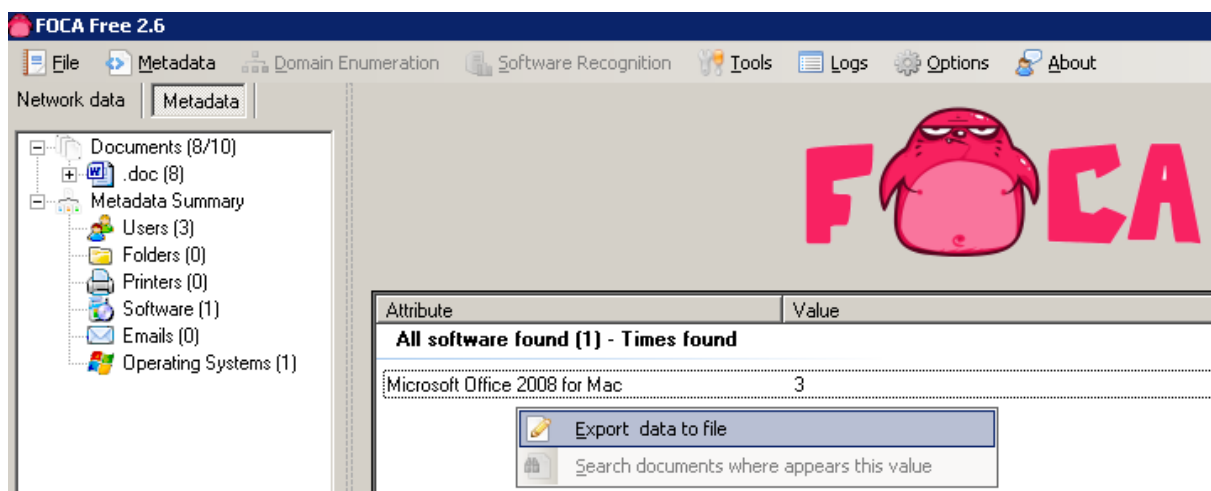 FOCA Free 2.6
File Metadata Domain Enumeration Software Recognition Tools Logs Options About
Network data Metadata
Documents (8/10)
.doc (8)
Metadata Summary
Users (3)
Folders (0)
Printers (0)
Software (1)
Emails (0)
Operating Systems (1)
FOCA
Attribute Value
All software found (1) - Times found
Microsoft Office 2008 for Mac 3
Export data to file
Search documents where appears this value